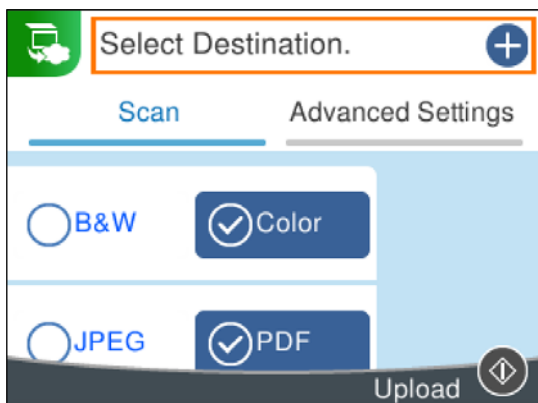 Select Destination.
Scan Advanced Settings
B&W Color
JPEG PDF
Upload